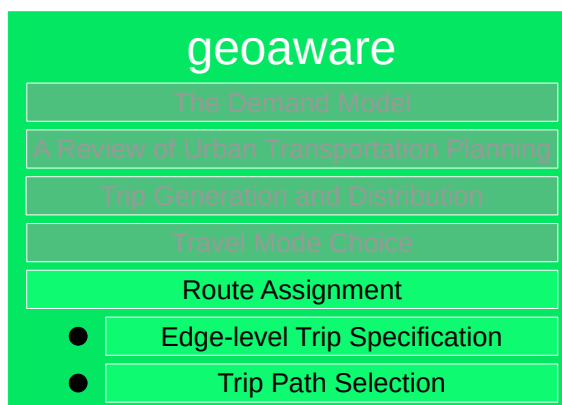 geoaware
The Demand Model
A Review of Urban Transportation Planning
Trip Generation and Distribution
Travel Mode Choice
Route Assignment
Edge-level Trip Specification
Trip Path Selection